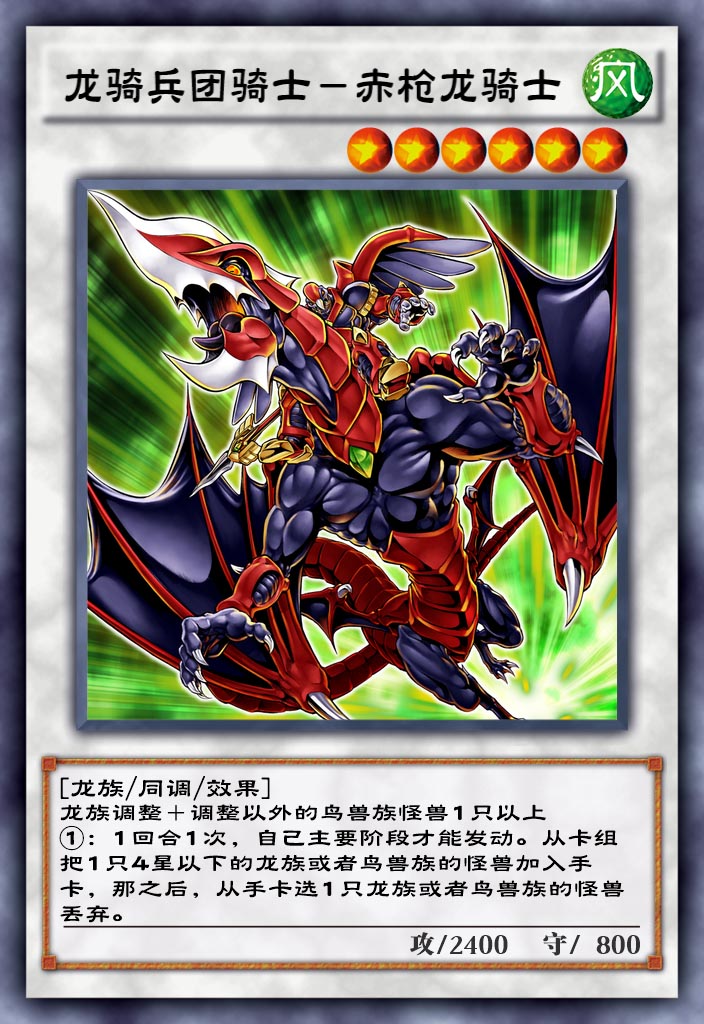 龙骑兵团骑士－赤枪龙骑士
风
[龙族/同调/效果]
龙族调整＋调整以外的鸟兽族怪兽1只以上
①：1回合1次，自己主要阶段才能发动。从卡组
把1只4星以下的龙族或者鸟兽族的怪兽加入手
卡，那之后，从手卡选1只龙族或者鸟兽族的怪兽
丢弃。
攻/2400 守/ 800